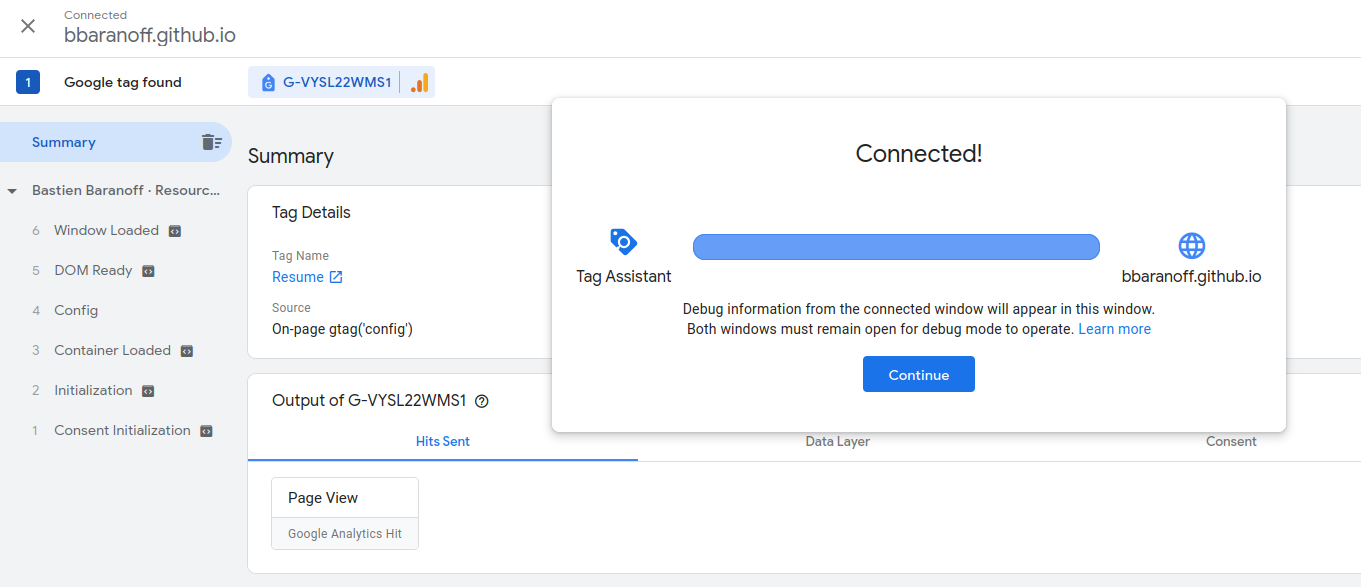 Connected
bbaranoff.github.io
1 Google tag found G-VYSL22WMS1
Summary
Bastien Baranoff · Resourc...
6 Window Loaded
5 DOM Ready
4 Config
3 Container Loaded
2 Initialization
1 Consent Initialization
Summary
Tag Details
Tag Name
Resume
Source
On-page gtag('config')
Output of G-VYSL22WMS1
Hits Sent Data Layer Consent
Page View
Google Analytics Hit
Connected!
Tag Assistant bbaranoff.github.io
Debug information from the connected window will appear in this window.
Both windows must remain open for debug mode to operate. Learn more
Continue